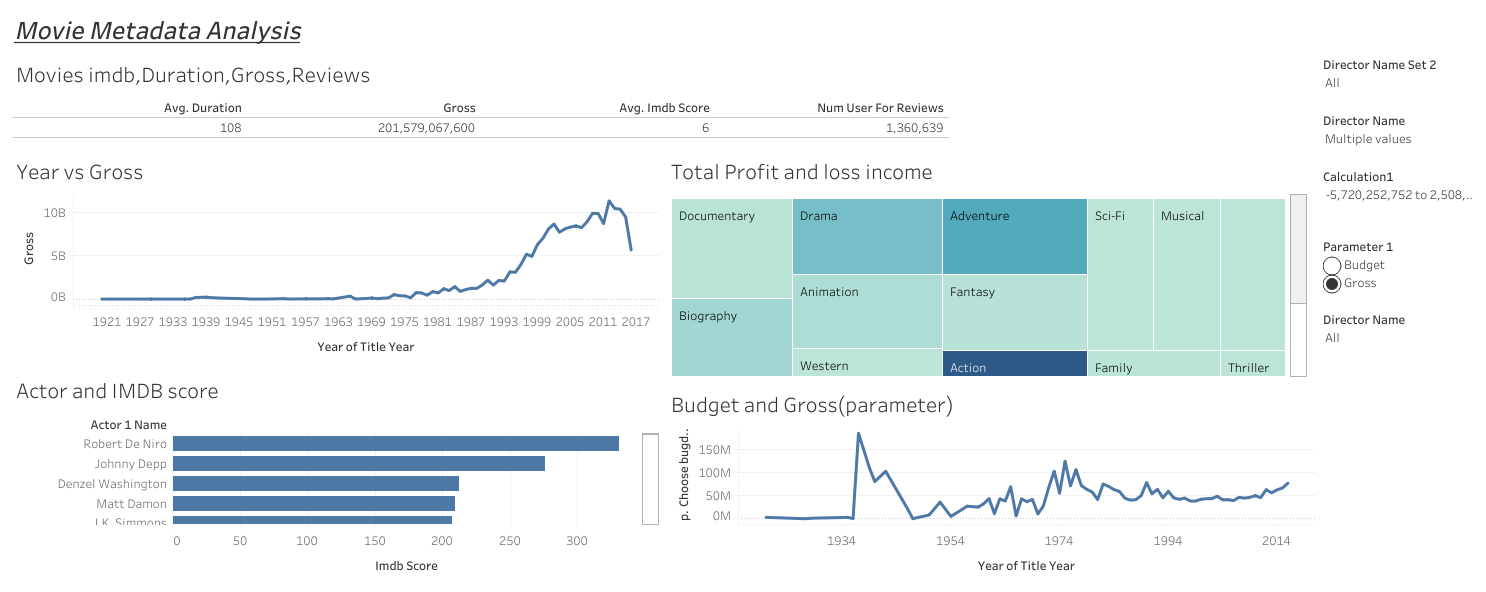 Movie Metadata Analysis
Movies imdb,Duration,Gross,Reviews
Avg. Duration Gross Avg. Imdb Score Num User For Reviews
108 201,579,067,600 6 1,360,639
Year vs Gross
10B
5B
0B
Gross
1921 1927 1933 1939 1945 1951 1957 1963 1969 1975 1981 1987 1993 1999 2005 2011 2017
Year of Title Year
Total Profit and loss income
Documentary Drama Adventure Sci-Fi Musical
Animation Fantasy
Biography
Western Action Family Thriller
Actor and IMDB score
Actor 1 Name
Robert De Niro
Johnny Depp
Denzel Washington
Matt Damon
J.K. Simmons
0 50 100 150 200 250 300
Imdb Score
Budget and Gross(parameter)
p. Choose bugd..
150M
100M
50M
0M
1934 1954 1974 1994 2014
Year of Title Year
Director Name Set 2
All
Director Name
Multiple values
Calculation1
-5,720,252,752 to 2,508,..
Parameter 1
Budget
Gross
Director Name
All